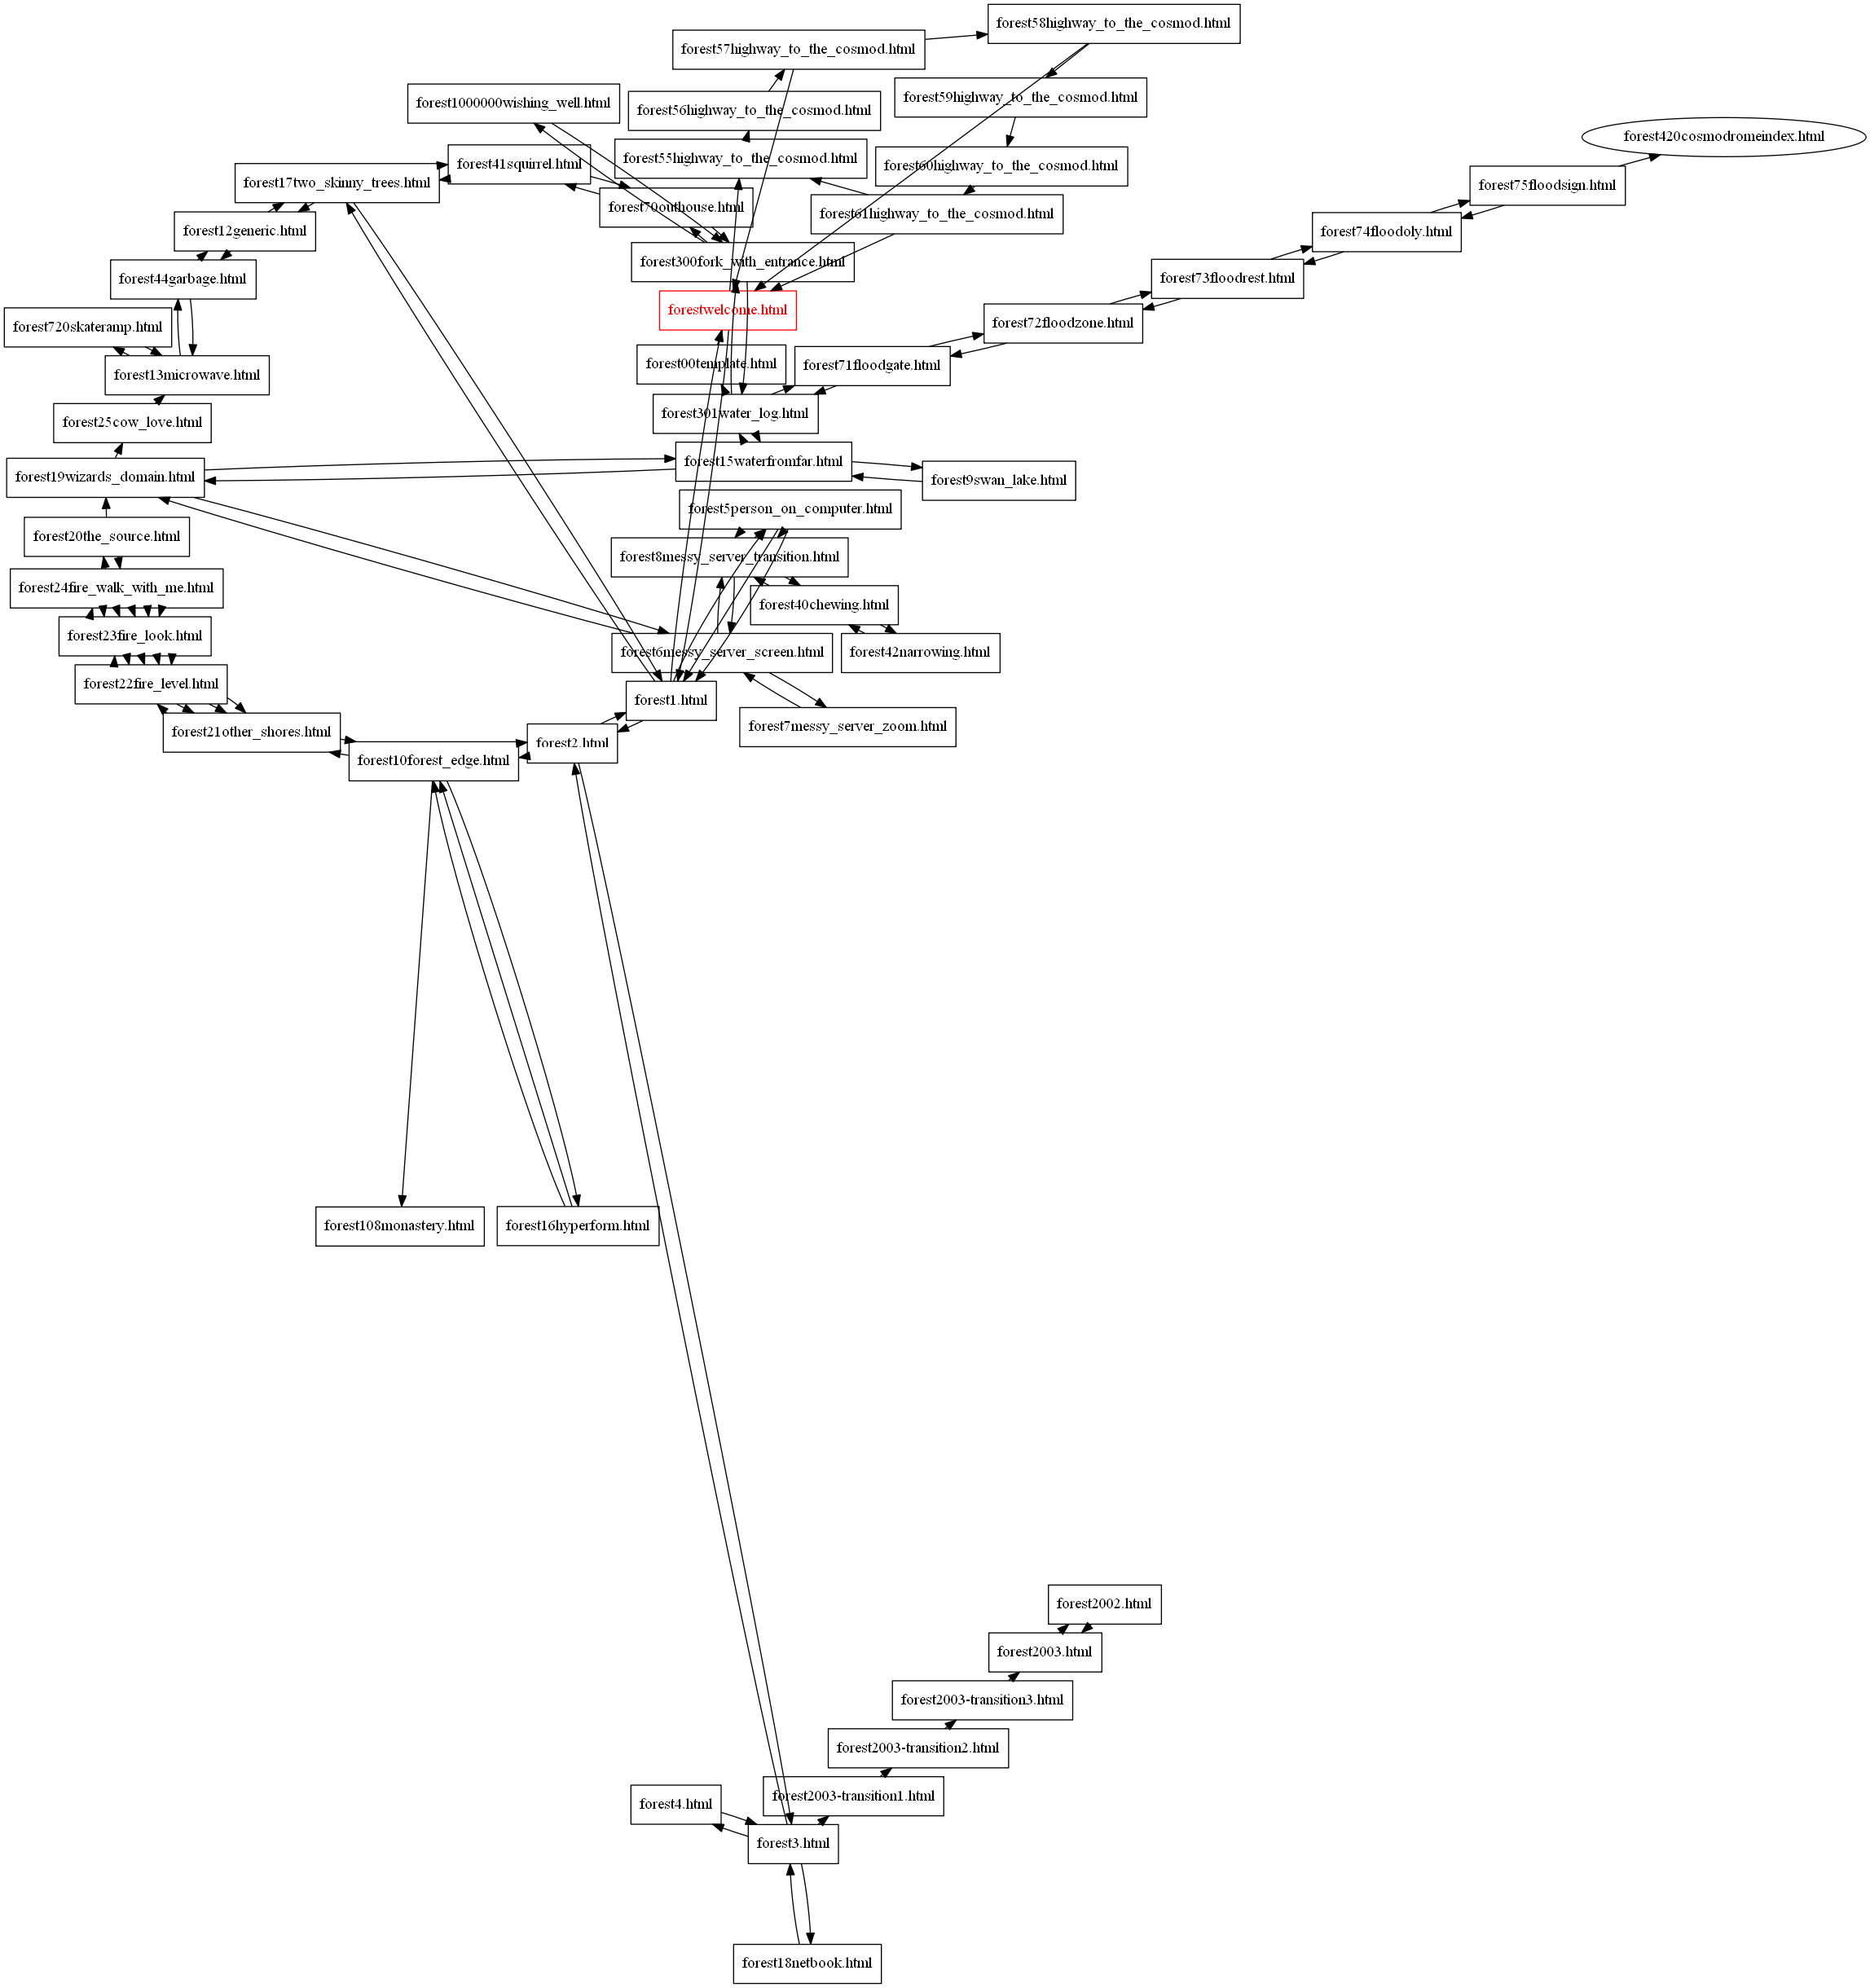 forest58highway_to_the_cosmod.html
forest57highway_to_the_cosmod.html
forest59highway_to_the_cosmod.html
forest1000000wishing_well.html
forest56highway_to_the_cosmod.html
forest420cosmodromeindex.html
forest55highway_to_the_cosmod.html
forest41squirrel.html
forest60highway_to_the_cosmod.html
forest17two_skinny_trees.html
forest75floodsign.html
forest70outhouse.html
forest61highway_to_the_cosmod.html
forest12generic.html
forest74floodoly.html
forest300fork_with_entrance.html
forest44garbage.html
forest73floodrest.html
forestwelcome.html
forest72floodzone.html
forest720skateramp.html
forest00template.html
forest71floodgate.html
forest13microwave.html
forest301water_log.html
forest25cow_love.html
forest15waterfromfar.html
forest19wizards_domain.html
forest9swan_lake.html
forest5person_on_computer.html
forest20the_source.html
forest8messy_server_transition.html
forest24fire_walk_with_me.html
forest40chewing.html
forest23fire_look.html
forest6messy_server_screen.html
forest42narrowing.html
forest22fire_level.html
forest1.html
forest7messy_server_zoom.html
forest21other_shores.html
forest2.html
forest10forest_edge.html
forest108monastery.html
forest16hyperform.html
forest2002.html
forest2003.html
forest2003-transition3.html
forest2003-transition2.html
forest2003-transition1.html
forest4.html
forest3.html
forest18netbook.html